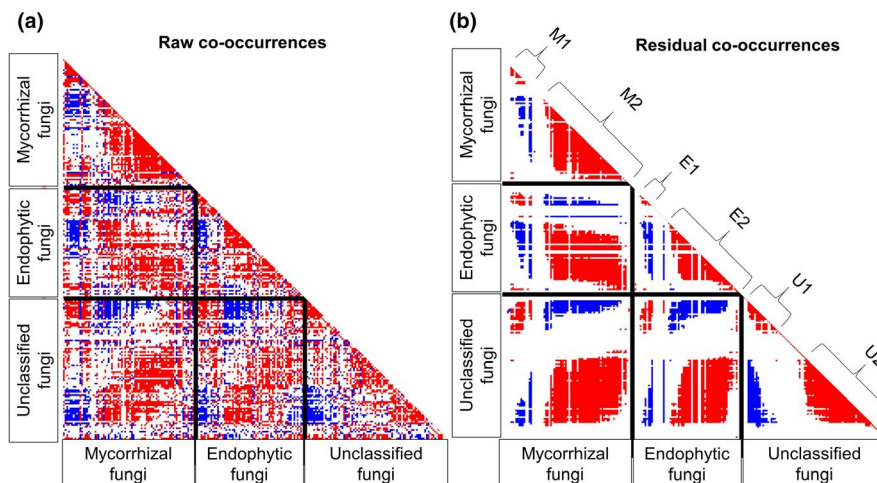 (a)
Raw co-occurrences
Mycorrhizal
fungi
Endophytic
fungi
Unclassified
fungi
Mycorrhizal
fungi
Endophytic
fungi
Unclassified
fungi
(b)
Residual co-occurrences
M1
M2
E1
E2
U1
U2
Mycorrhizal
fungi
Endophytic
fungi
Unclassified
fungi
Mycorrhizal
fungi
Endophytic
fungi
Unclassified
fungi